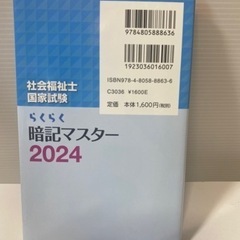 9784805888636
ISBN978-4-8058-8863-6
C3036 ¥1600E
定価 本体1,600円(税別)
1923036016007
社会福祉士
国家試験
らくらく
暗記マスター
2024